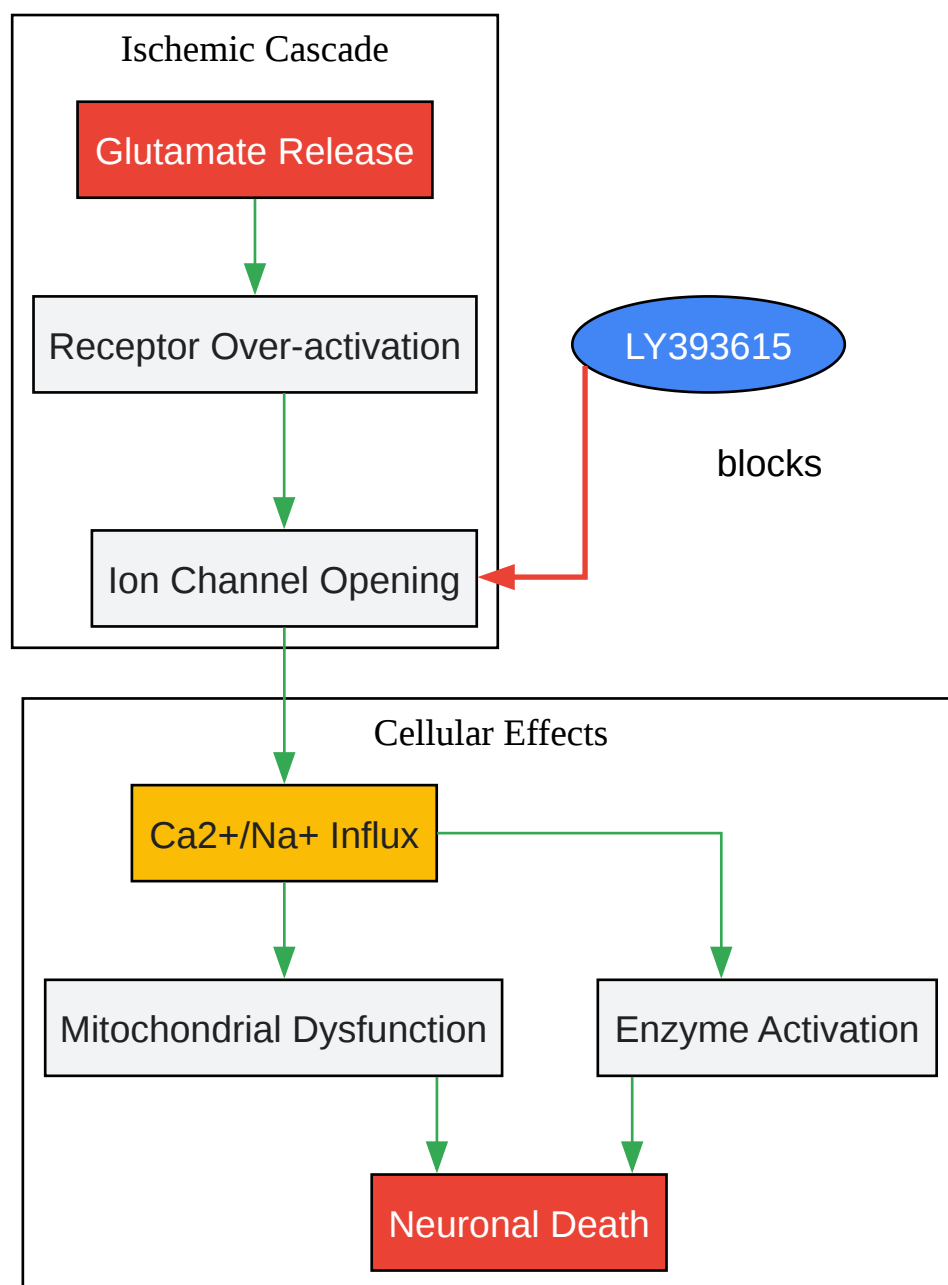 Ischemic Cascade
Glutamate Release
Receptor Over-activation
LY393615
blocks
Ion Channel Opening
Cellular Effects
Ca2+/Na+ Influx
Mitochondrial Dysfunction
Enzyme Activation
Neuronal Death